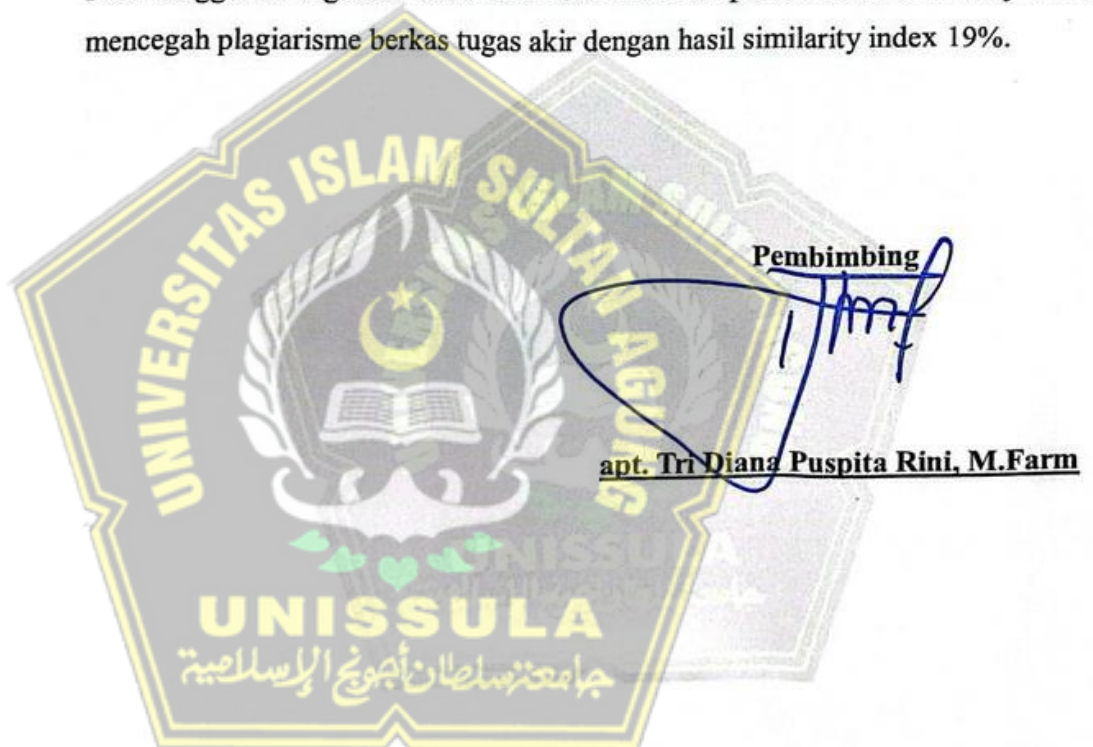 mencegah plagiarisme berkas tugas akir dengan hasil similarity index 19%.
UNIVERSITAS ISLAM SULTAN AGUNG
Pembimbing
apt. Tri Diana Puspita Rini, M.Farm
UNISSULA
جامعة سلطان أجونج الإسلامية
UNISSULA